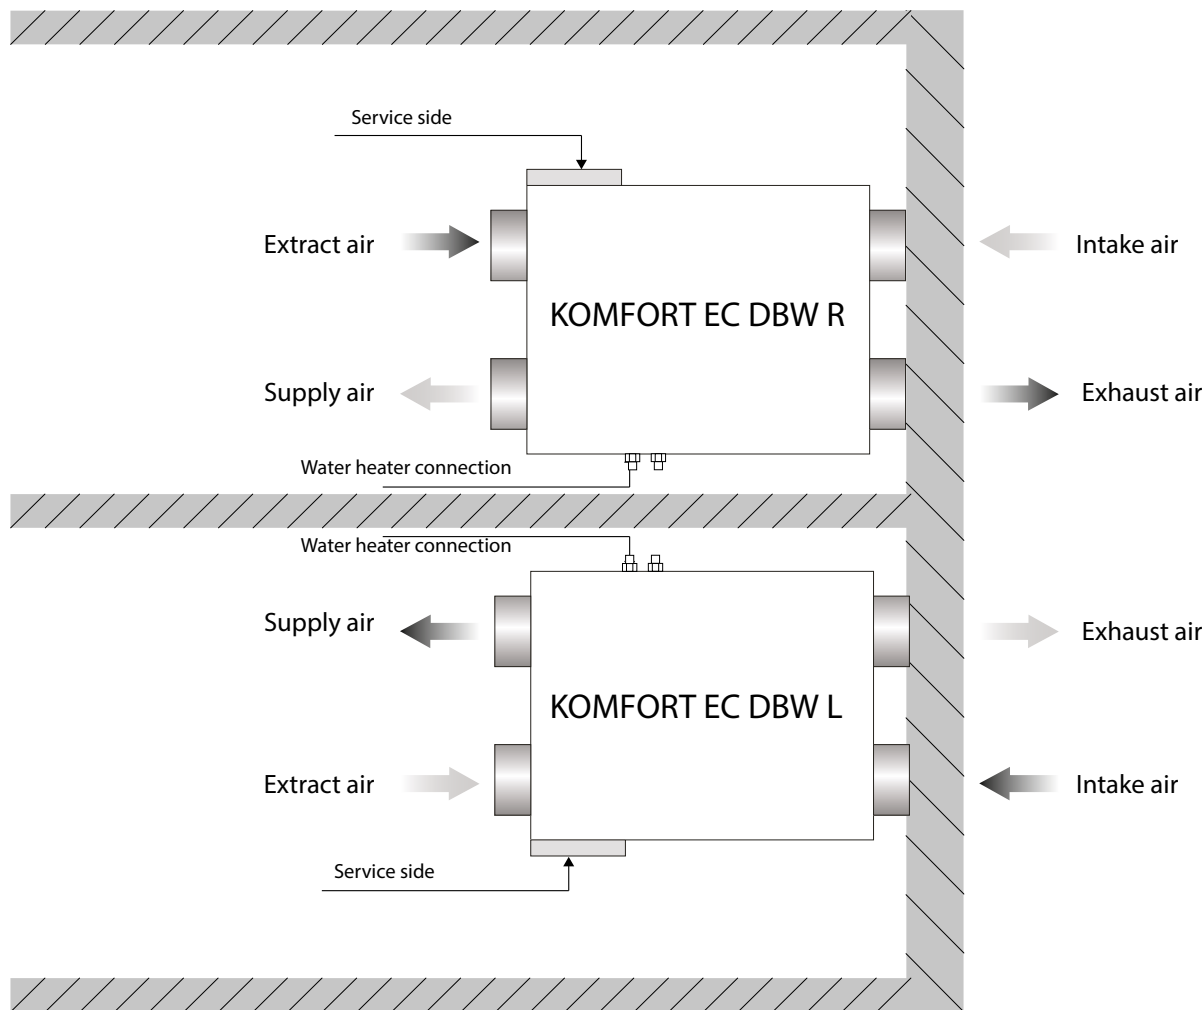 Service side
Extract air
Intake air
KOMFORT EC DBW R
Supply air
Exhaust air
Water heater connection
Water heater connection
Supply air
Exhaust air
KOMFORT EC DBW L
Extract air
Intake air
Service side